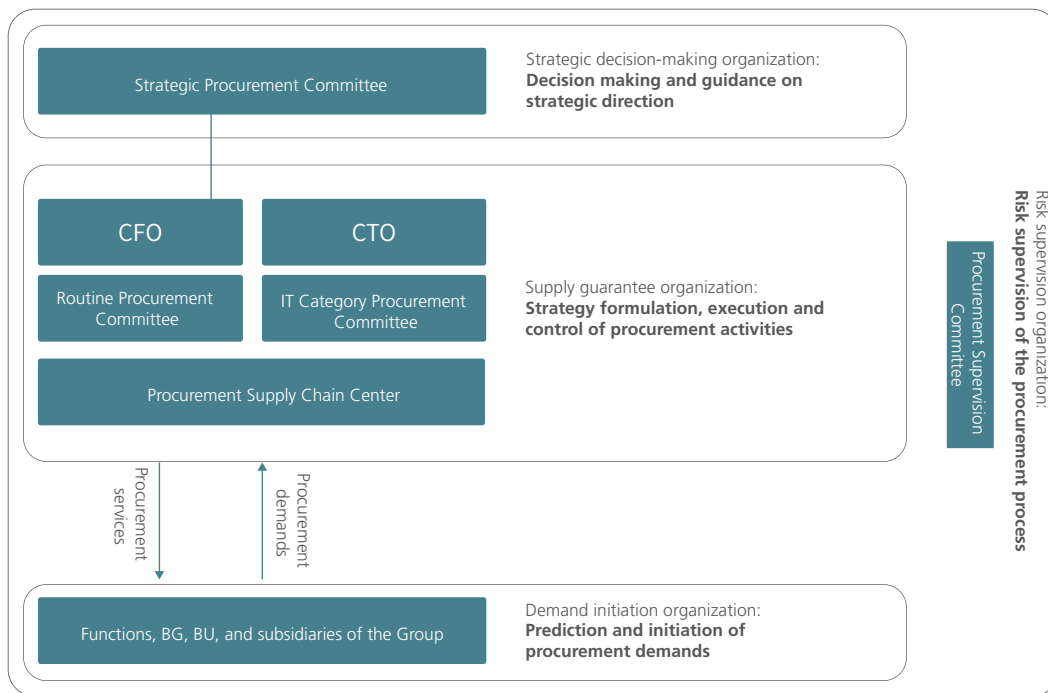 Strategic Procurement Committee
Strategic decision-making organization:
Decision making and guidance on
strategic direction
CFO
CTO
Routine Procurement
Committee
IT Category Procurement
Committee
Procurement Supply Chain Center
Supply guarantee organization:
Strategy formulation, execution and
control of procurement activities
Procurement
services
Procurement
demands
Functions, BG, BU, and subsidiaries of the Group
Demand initiation organization:
Prediction and initiation of
procurement demands
Procurement Supervision
Committee
Risk supervision organization:
Risk supervision of the procurement process